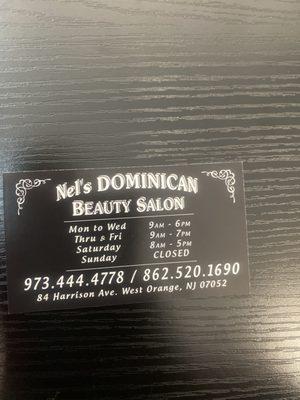 Nel's DOMINICAN
BEAUTY SALON
Mon to Wed 9AM - 6PM
Thru & Fri 9AM - 7PM
Saturday 8AM - 5PM
Sunday CLOSED
973.444.4778 / 862.520.1690
84 Harrison Ave. West Orange, NJ 07052